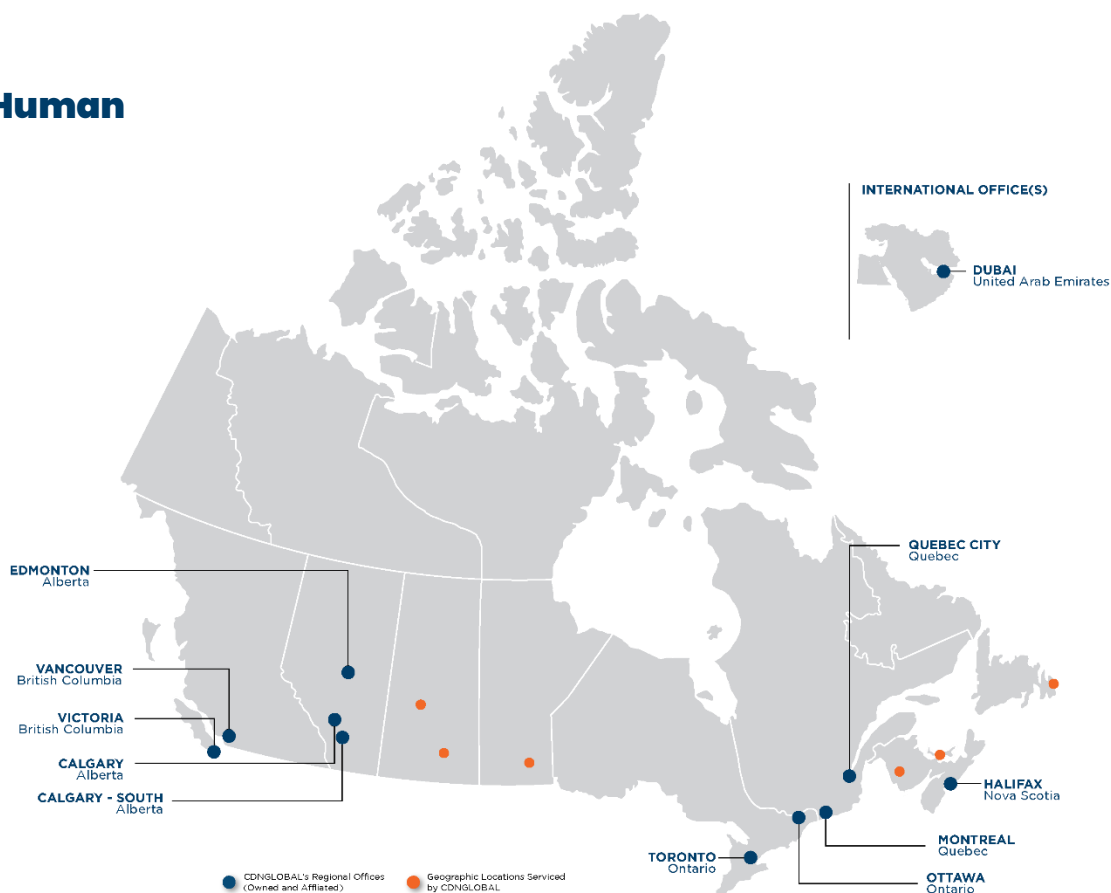 Human
INTERNATIONAL OFFICE(S)
DUBAI
United Arab Emirates
QUEBEC CITY
Quebec
EDMONTON
Alberta
VANCOUVER
British Columbia
VICTORIA
British Columbia
CALGARY
Alberta
CALGARY - SOUTH
Alberta
HALIFAX
Nova Scotia
MONTREAL
Quebec
TORONTO
Ontario
OTTAWA
Ontario
CDNGLOBAL's Regional Offices
(Owned and Affliated)
Geographic Locations Serviced
by CDNGLOBAL